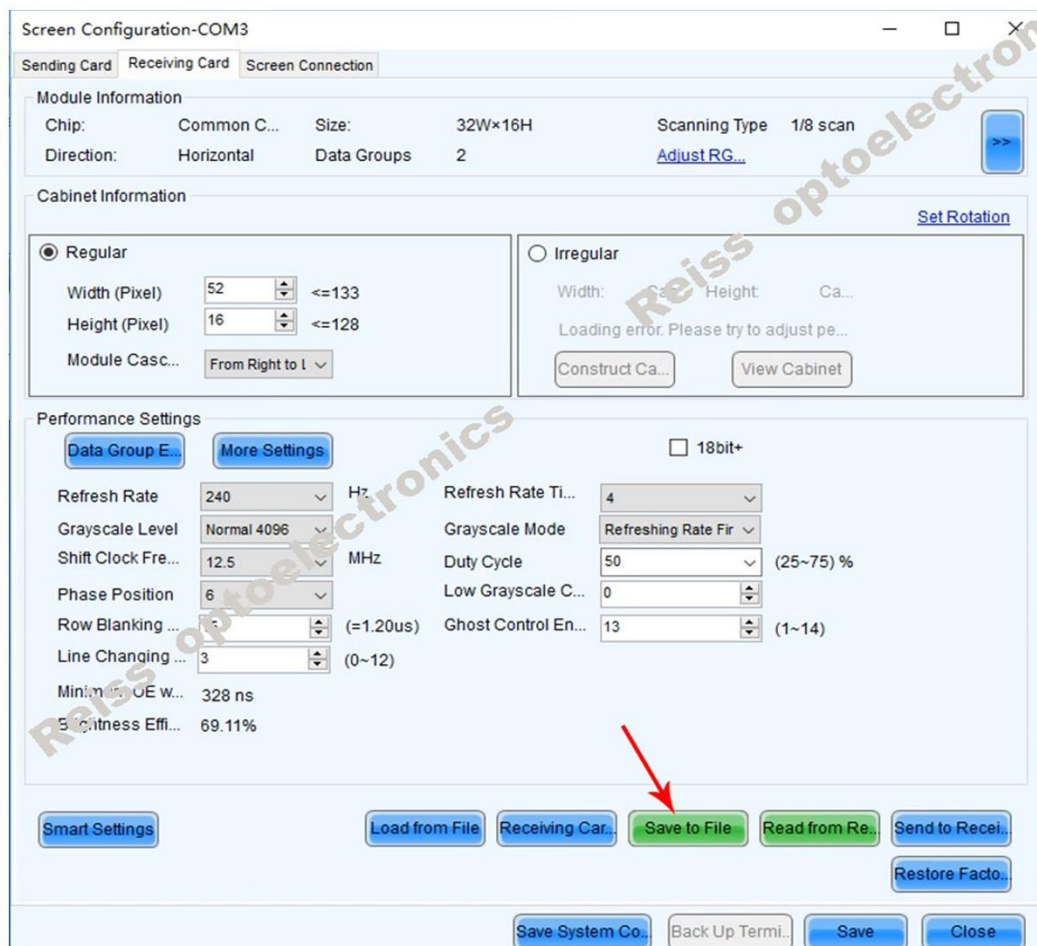 Screen Configuration-COM3
Sending Card Receiving Card Screen Connection
Module Information
Chip: Common C... Size: 32W×16H Scanning Type 1/8 scan
Direction: Horizontal Data Groups 2 Adjust RG... >>
Cabinet Information
Set Rotation
Regular
Width (Pixel) 52 <=133
Height (Pixel) 16 <=128
Module Casc... From Right to L
Irregular
Width: Height: Ca...
Loading error. Please try to adjust pe...
Construct Ca... View Cabinet
Performance Settings
Data Group E... More Settings 18bit+
Refresh Rate 240 Hz Refresh Rate Ti... 4
Grayscale Level Normal 4096 Grayscale Mode Refreshing Rate Fir
Shift Clock Fre... 12.5 MHz Duty Cycle 50 (25~75) %
Phase Position 6 Low Grayscale C... 0
Row Blanking ... (=1.20us) Ghost Control En... 13 (1~14)
Line Changing ... 3 (0~12)
Minimum OE w... 328 ns
Brightness Effi... 69.11%
Smart Settings Load from File Receiving Car... Save to File Read from Re... Send to Recei...
Restore Facto...
Save System Co... Back Up Termi... Save Close
Reiss optoelectronics
Reiss optoelectron